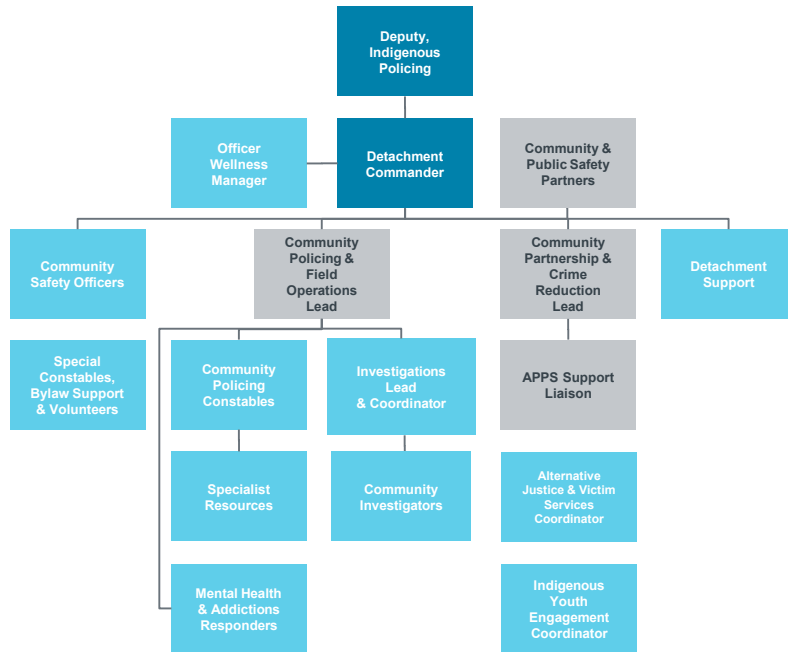 Deputy,
Indigenous
Policing
Officer
Wellness
Manager
Detachment
Commander
Community &
Public Safety
Partners
Community
Safety Officers
Community
Policing &
Field
Operations
Lead
Community
Partnership &
Crime
Reduction
Lead
Detachment
Support
Special
Constables,
Bylaw Support
& Volunteers
Community
Policing
Constables
Investigations
Lead
& Coordinator
APPS Support
Liaison
Specialist
Resources
Community
Investigators
Alternative
Justice & Victim
Services
Coordinator
Mental Health
& Addictions
Responders
Indigenous
Youth
Engagement
Coordinator